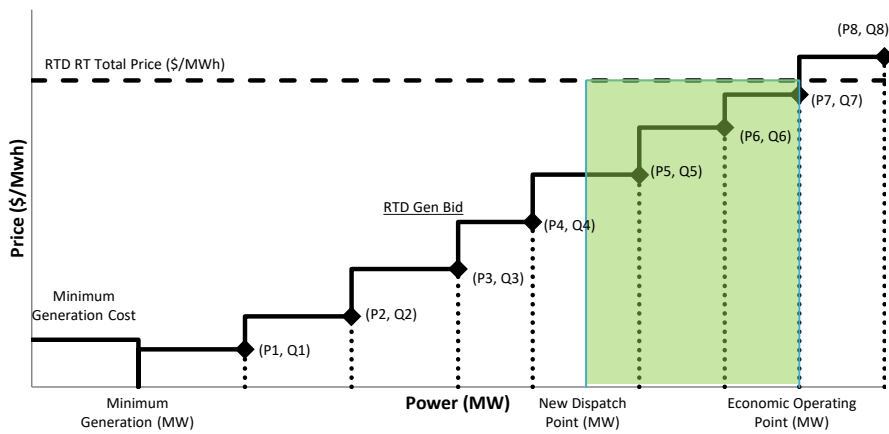 (P8, Q8)
RTD RT Total Price ($/MWh)
(P7, Q7)
(P6, Q6)
(P5, Q5)
RTD Gen Bid
(P4, Q4)
(P3, Q3)
Minimum
Generation Cost
(P2, Q2)
(P1, Q1)
Price ($/Mwh)
Minimum
Generation (MW)
Power (MW)
New Dispatch
Point (MW)
Economic Operating
Point (MW)